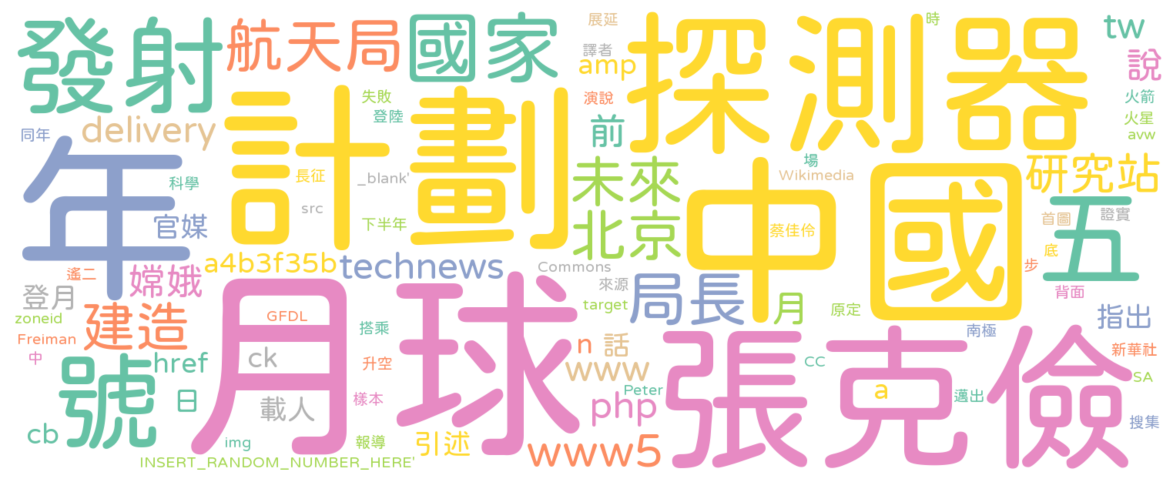 發射
航天局
國家
展延
譯者
amp
探測器
時
tw
說
演說
火箭
火星
avw
同年
delivery
計劃
失敗
登陸
前
年
科學
長征
_blank'
未來
場
Wikimedia
研究站
src
下半年
北京
中國
蔡佳伶
首圖
證實
官媒
五
底
步
遙二
嫦娥
a4b3f35b
technews
Commons
來源
背面
登月
target
局長
月
原定
指出
zoneid
建造
GFDL
搭乘
南極
Freiman
中
月球
n
話
張克儉
新華社
href
ck
升空
www
CC
SA
號
日
載人
樣本
Peter
php
a
邁出
搜集
cb
img
報導
引述
www5
INSERT_RANDOM_NUMBER_HERE'